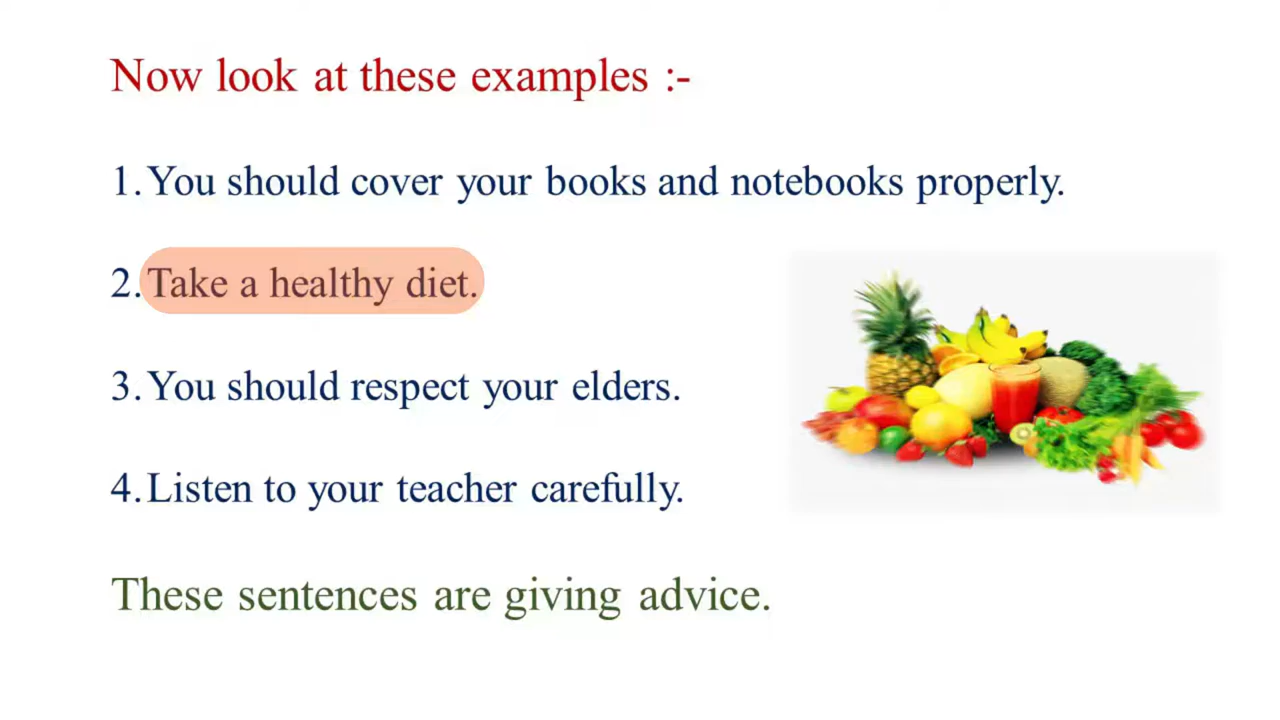 Now look at these examples :-
1. You should cover your books and notebooks properly.
2. Take a healthy diet.
3. You should respect your elders.
4. Listen to your teacher carefully.
These sentences are giving advice.